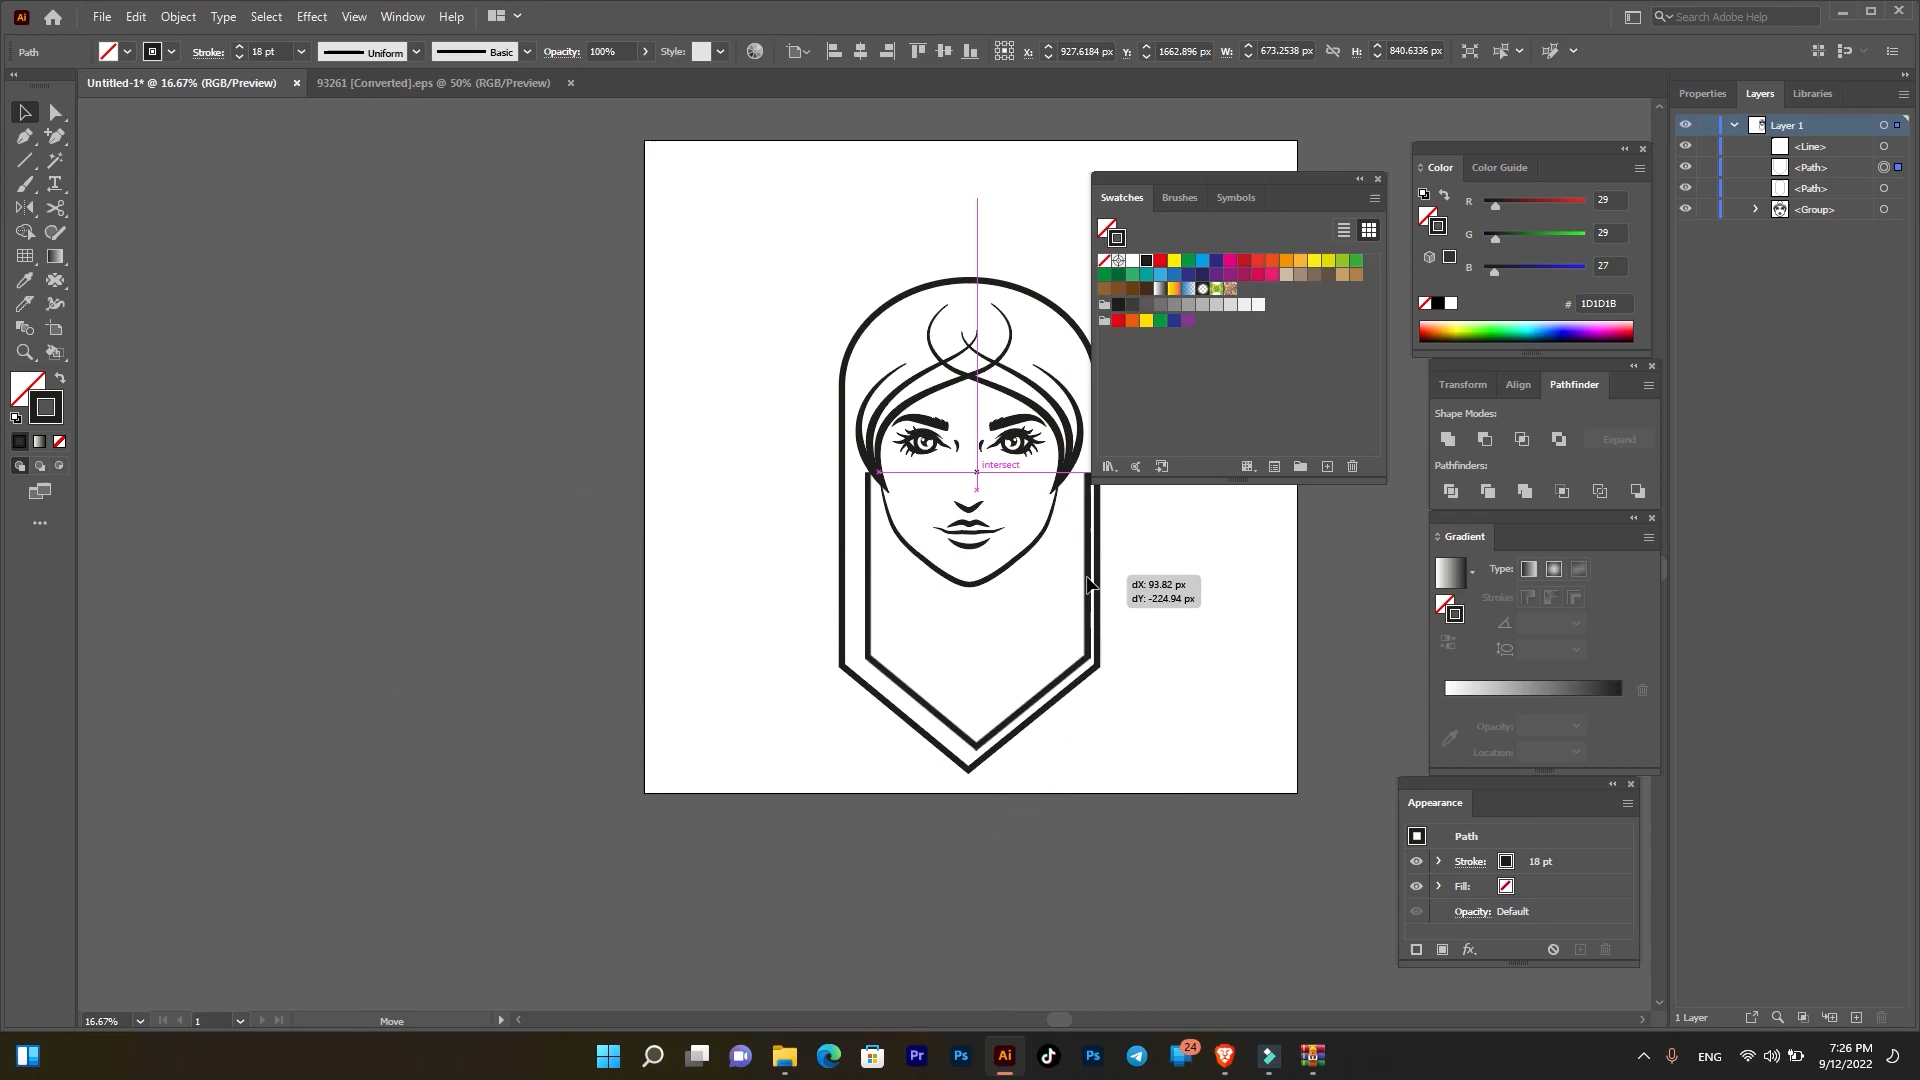 Ai File Edit Object Type Select Effect View Window Help Search Adobe Help
Path Stroke: 18 pt Uniform Basic Opacity: 100% Style: X: 927.6184 px Y: 1662.896 px W: 673.2538 px H: 840.6336 px
Untitled-1* @ 16.67% (RGB/Preview) 93261 [Converted].eps @ 50% (RGB/Preview)
Properties Layers Libraries
Layer 1
<Line>
<Path>
<Path>
<Group>
Color Color Guide
R 29
G 29
B 27
# 1D1D1B
Swatches Brushes Symbols
Transform Align Pathfinder
Shape Modes:
Expand
Pathfinders:
intersect
Gradient
Type:
Stroke:
Opacity:
Location:
dX: 93.82 px
dY: -224.94 px
Appearance
Path
Stroke: 18 pt
Fill:
Opacity: Default
fx
16.67% 1 Move
1 Layer
Pr Ps Ai Ps 24
ENG
7:26 PM
9/12/2022